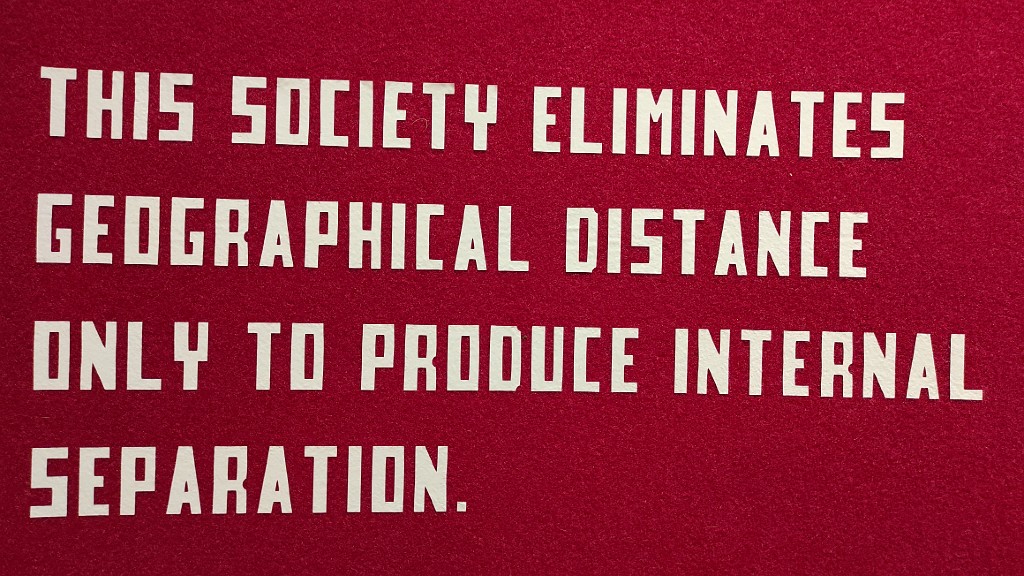 THIS SOCIETY ELIMINATES
GEOGRAPHICAL DISTANCE
ONLY TO PRODUCE INTERNAL
SEPARATION.